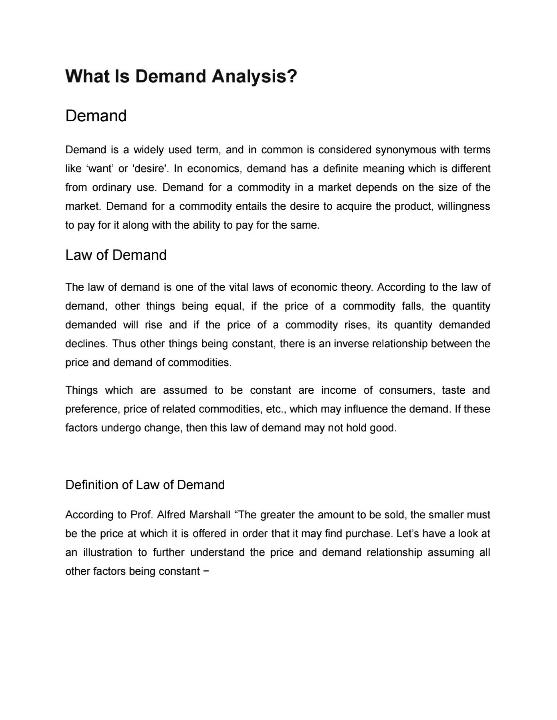 What Is Demand Analysis?
Demand
Demand is a widely used term, and in common is considered synonymous with terms
like ‘want’ or 'desire'. In economics, demand has a definite meaning which is different
from ordinary use. Demand for a commodity in a market depends on the size of the
market. Demand for a commodity entails the desire to acquire the product, willingness
to pay for it along with the ability to pay for the same.
Law of Demand
The law of demand is one of the vital laws of economic theory. According to the law of
demand, other things being equal, if the price of a commodity falls, the quantity
demanded will rise and if the price of a commodity rises, its quantity demanded
declines. Thus other things being constant, there is an inverse relationship between the
price and demand of commodities.
Things which are assumed to be constant are income of consumers, taste and
preference, price of related commodities, etc., which may influence the demand. If these
factors undergo change, then this law of demand may not hold good.
Definition of Law of Demand
According to Prof. Alfred Marshall “The greater the amount to be sold, the smaller must
be the price at which it is offered in order that it may find purchase. Let’s have a look at
an illustration to further understand the price and demand relationship assuming all
other factors being constant −